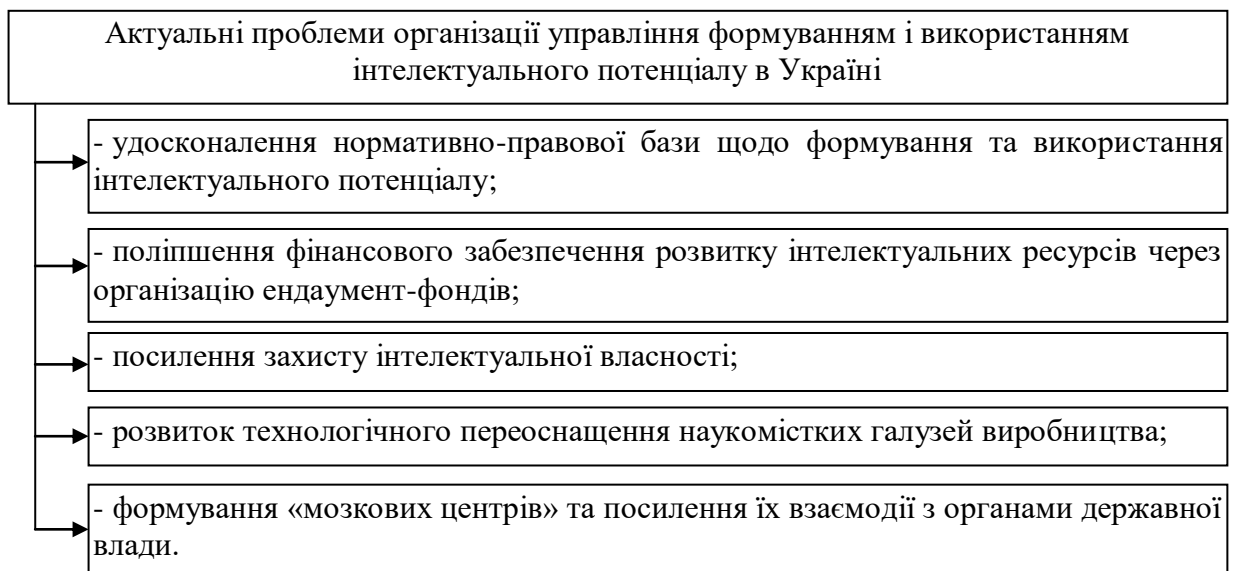 Актуальні проблеми організації управління формуванням і використанням
інтелектуального потенціалу в Україні
- удосконалення нормативно-правової бази щодо формування та використання
інтелектуального потенціалу;
- поліпшення фінансового забезпечення розвитку інтелектуальних ресурсів через
організацію ендаумент-фондів;
- посилення захисту інтелектуальної власності;
- розвиток технологічного переоснащення наукомістких галузей виробництва;
- формування «мозкових центрів» та посилення їх взаємодії з органами державної
влади.